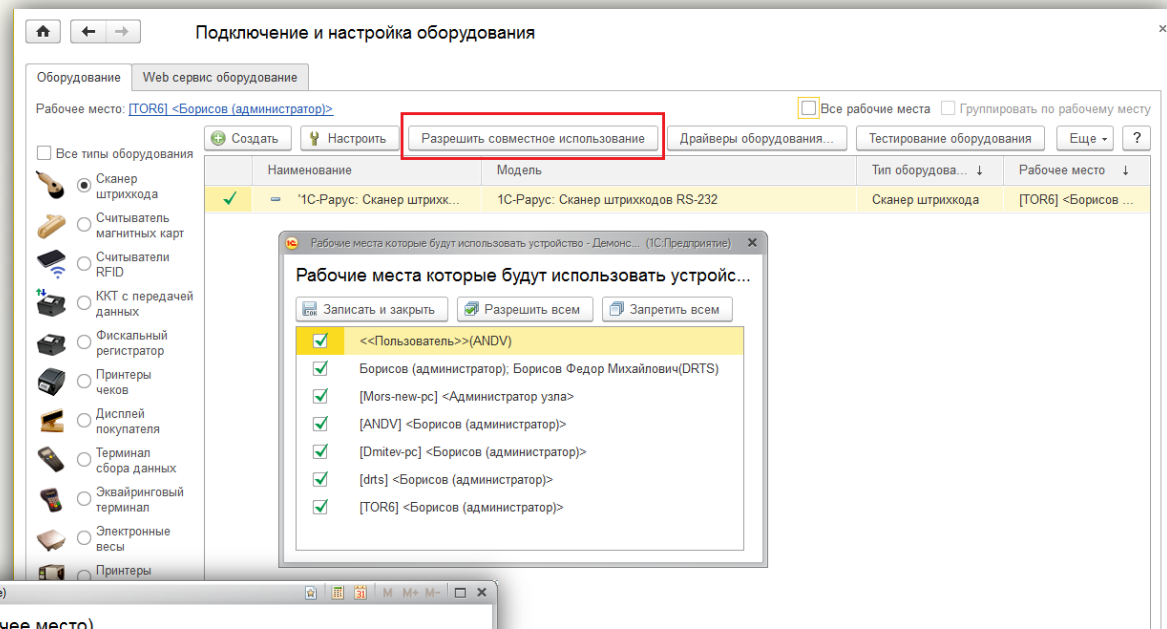 Подключение и настройка оборудования
Оборудование Web сервис оборудование
Рабочее место: [TOR6] <Борисов (администратор)> Все рабочие места Группировать по рабочему месту
Создать Настроить Разрешить совместное использование Драйверы оборудования... Тестирование оборудования Еще ?
Все типы оборудования
Наименование Модель Тип оборудова... ↓ Рабочее место ↓
Сканер
штрихкода
'1С-Рарус: Сканер штрихк... 1С-Рарус: Сканер штрихкодов RS-232 Сканер штрихкода [TOR6] <Борисов ...
Считыватель
магнитных карт
Считыватели
RFID
ККТ с передачей
данных
Фискальный
регистратор
Принтеры
чеков
Дисплей
покупателя
Терминал
сбора данных
Эквайринговый
терминал
Электронные
весы
Принтеры
Рабочие места которые будут использовать устройство - Демонс... (1С:Предприятие)
Рабочие места которые будут использовать устройс...
Записать и закрыть Разрешить всем Запретить всем
<<Пользователь>>(ANDV)
Борисов (администратор); Борисов Федор Михайлович(DRTS)
[Mors-new-pc] <Администратор узла>
[ANDV] <Борисов (администратор)>
[Dmitev-pc] <Борисов (администратор)>
[drts] <Борисов (администратор)>
[TOR6] <Борисов (администратор)>
е) 31 M M+ M-
чее место)